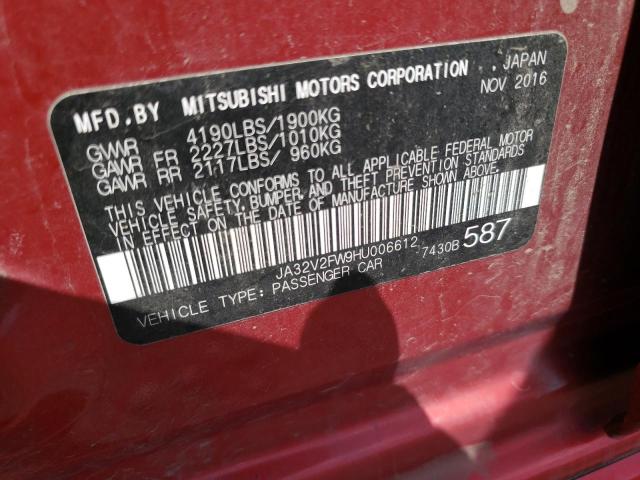 MFD.BY MITSUBISHI MOTORS CORPORATION JAPAN
NOV 2016
GVWR 4190LBS/1900KG
GAWR FR 2227LBS/1010KG
GAWR RR 2117LBS/ 960KG
THIS VEHICLE CONFORMS TO ALL APPLICABLE FEDERAL MOTOR
VEHICLE SAFETY, BUMPER, AND THEFT PREVENTION STANDARDS
IN EFFECT ON THE DATE OF MANUFACTURE SHOWN ABOVE.
JA32V2FW9HU006612 7430B 587
VEHICLE TYPE: PASSENGER CAR